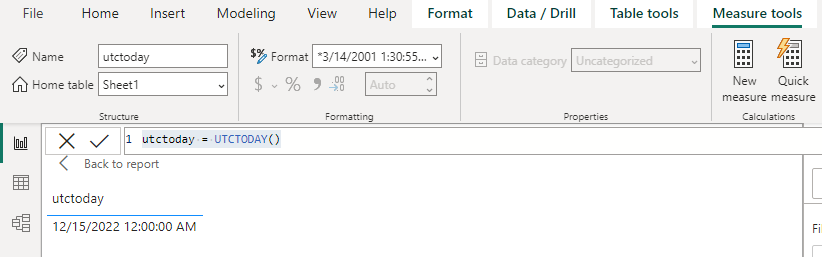 File Home Insert Modeling View Help Format Data / Drill Table tools Measure tools
Name utctoday
Home table Sheet1
Structure
$% Format *3/14/2001 1:30:55...
$ % 9 .00
Auto
Formatting
Data category Uncategorized
Properties
New measure
Quick measure
Calculations
1 utctoday = UTCTODAY()
Back to report
utctoday
12/15/2022 12:00:00 AM